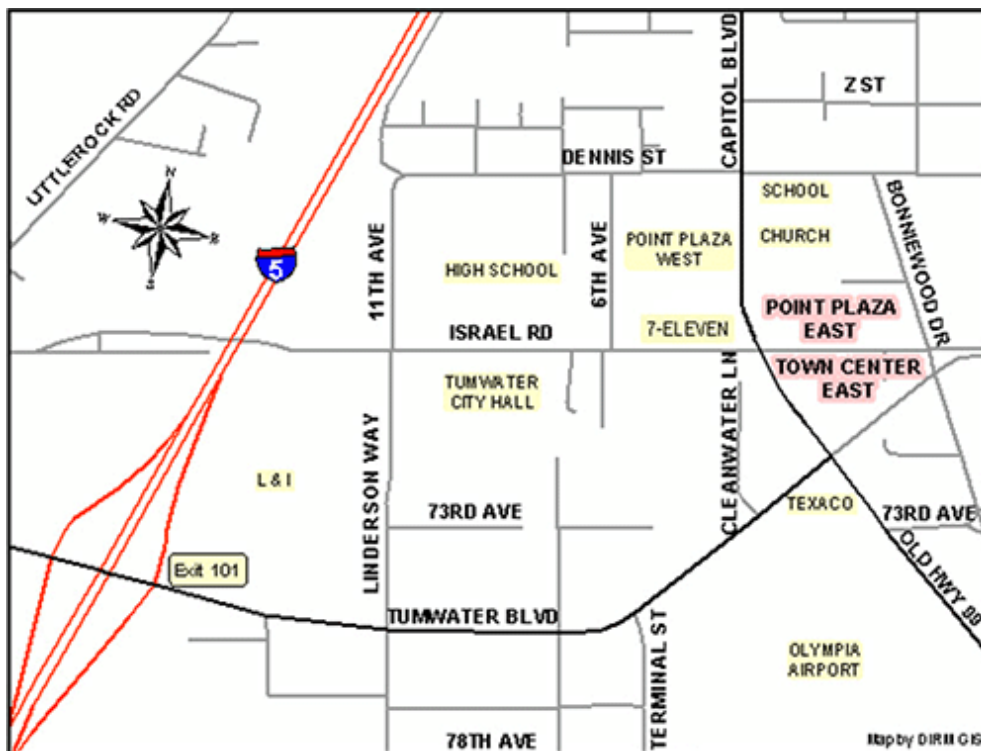 UTTLEROCK RD
CAPITOL BLVD
Z ST
DENNIS ST
N
W
E
S
5
SCHOOL
CHURCH
BONNIEWOOD DR
11TH AVE
HIGH SCHOOL
6TH AVE
POINT PLAZA
WEST
7-ELEVEN
ISRAEL RD
POINT PLAZA
EAST
TOWN CENTER
EAST
TUMWATER
CITY HALL
LINDERSON WAY
CLEANWATER LN
L & I
73RD AVE
TEXACO
73RD AVE
OLD HWY 99
Exit 101
TUMWATER BLVD
TERMINAL ST
OLYMPIA
AIRPORT
78TH AVE
Map by DIRM GIS